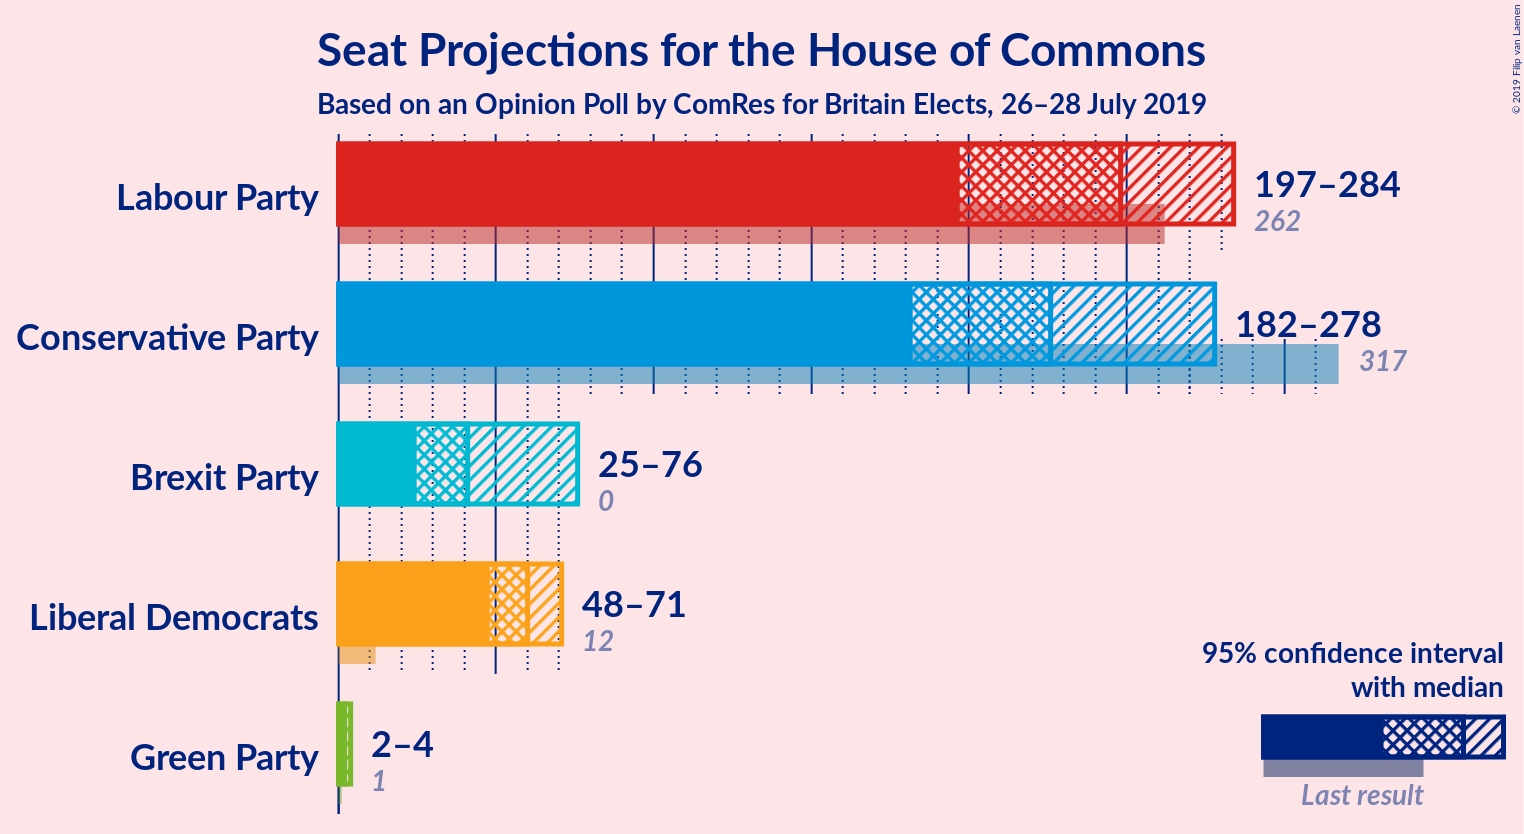 Seat Projections for the House of Commons
Based on an Opinion Poll by ComRes for Britain Elects, 26–28 July 2019
© 2019 Filip van Laenen
Labour Party
197–284
262
Conservative Party
182–278
317
Brexit Party
25–76
0
Liberal Democrats
48–71
12
Green Party
2–4
1
95% confidence interval
with median
Last result